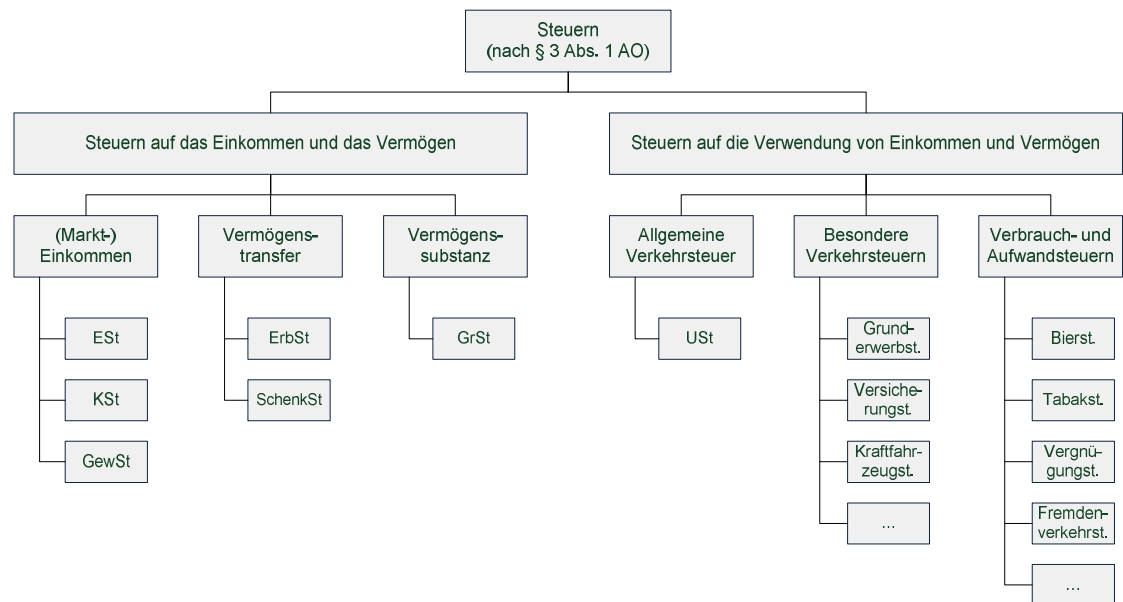 Steuern
(nach § 3 Abs. 1 AO)
Steuern auf das Einkommen und das Vermögen
Steuern auf die Verwendung von Einkommen und Vermögen
(Markt-)
Einkommen
Vermögens-
transfer
Vermögens-
substanz
Allgemeine
Verkehrsteuer
Besondere
Verkehrsteuern
Verbrauch- und
Aufwandsteuern
ESt
KSt
GewSt
ErbSt
SchenkSt
GrSt
USt
Grund-
erwerbst.
Versiche-
rungst.
Kraftfahr-
zeugst.
...
Bierst.
Tabakst.
Vergnü-
gungst.
Fremden-
verkehrst.
...